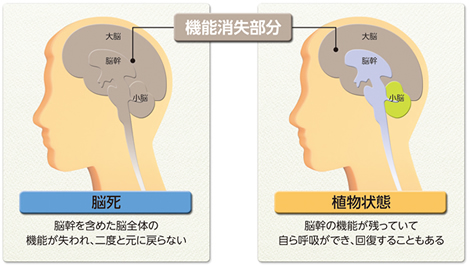 機能消失部分
大脳
脳幹
小脳
脳死
脳幹を含めた脳全体の
機能が失われ、二度と元に戻らない
大脳
脳幹
小脳
植物状態
脳幹の機能が残っていて
自ら呼吸ができ、回復することもある